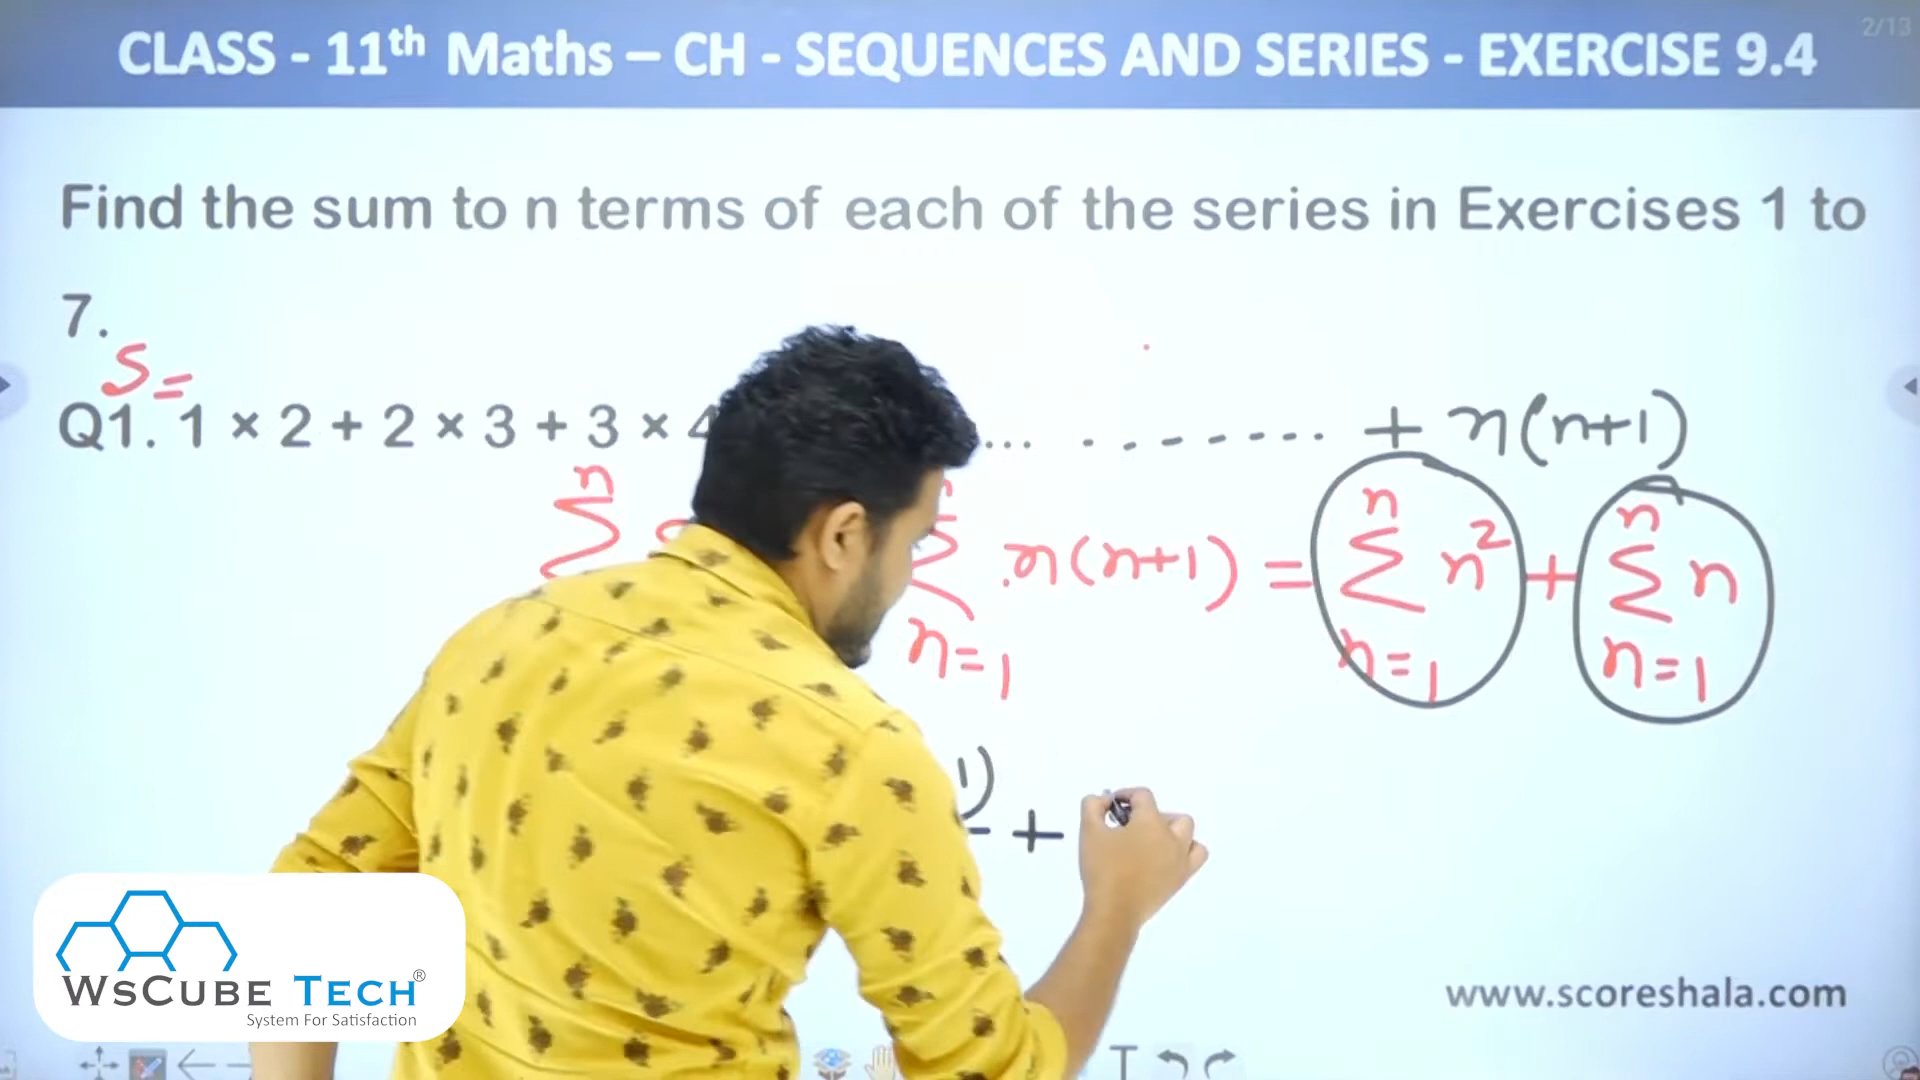 2/13
CLASS - 11th Maths – CH - SEQUENCES AND SERIES - EXERCISE 9.4
Find the sum to n terms of each of the series in Exercises 1 to
7.
S=
Q1. 1 × 2 + 2 × 3 + 3 × 4 ... . - - - - - . + n(n+1)
n n n
∑ ∑ n(n+1) = ∑ n² + ∑ n
n=1 n=1 n=1
1) +
WSCUBE TECH®
System For Satisfaction
www.scoreshala.com
T